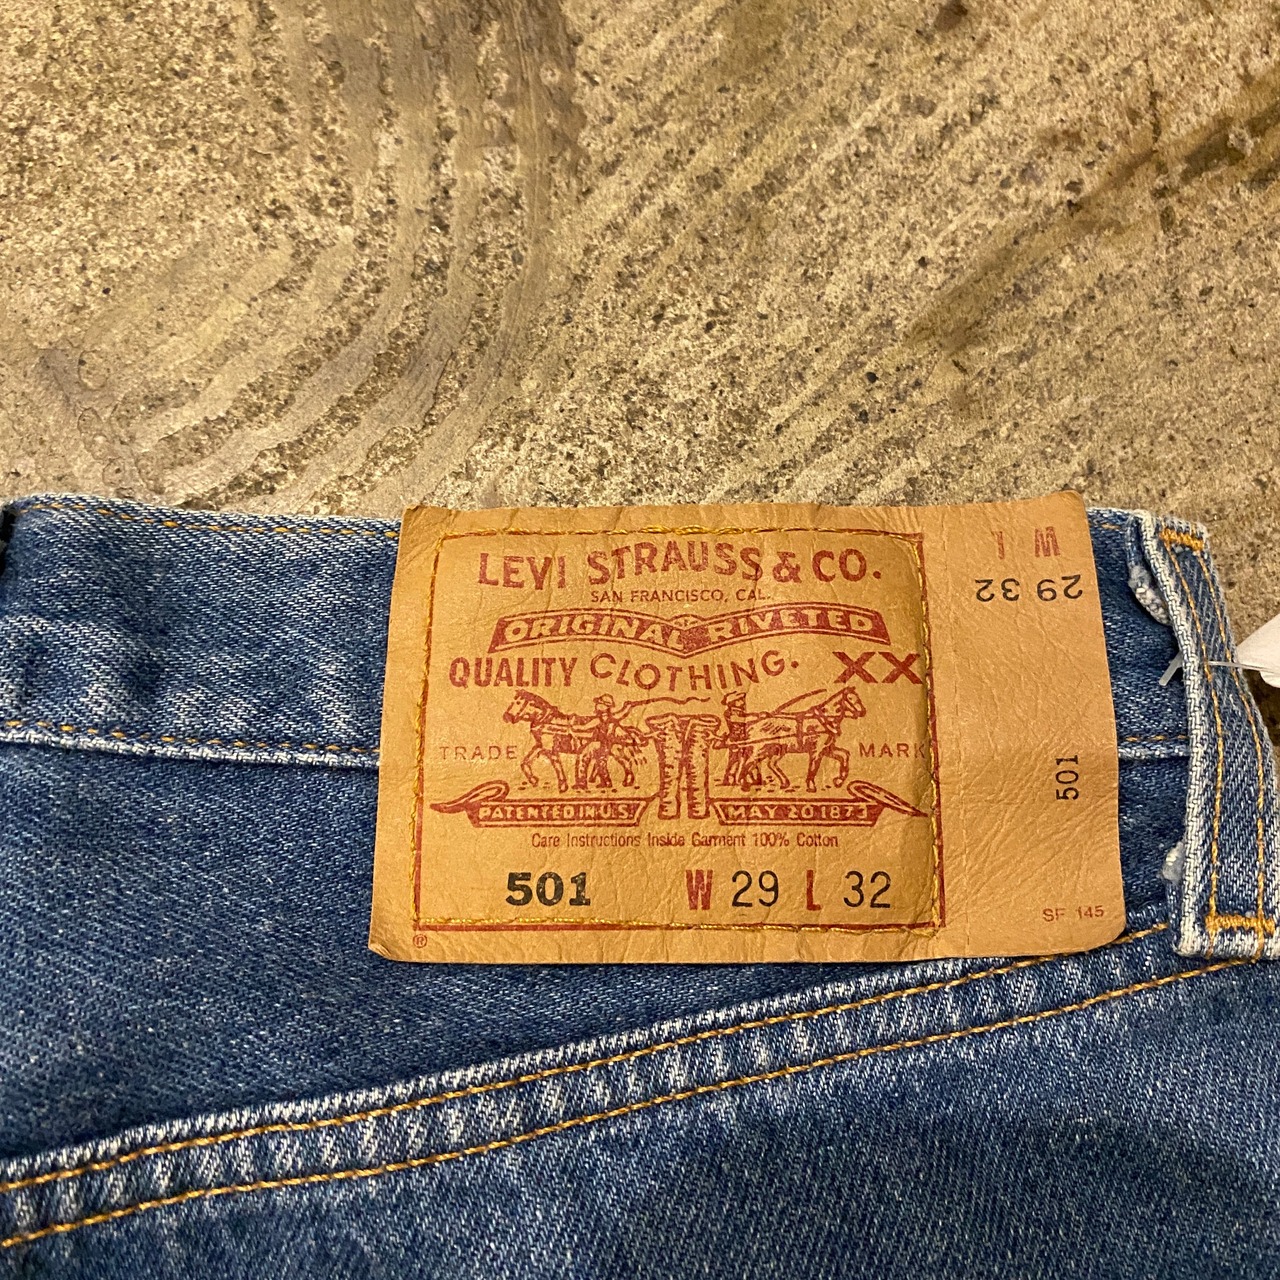 LEVI STRAUSS & CO.
SAN FRANCISCO, CAL.
ORIGINAL RIVETED
QUALITY CLOTHING. XX
TRADE MARK
PATENTED IN U.S. MAY 20 1873
Care Instructions Inside Garment 100% Cotton
501 W 29 L 32
®
W L
29 32
501
SF 145